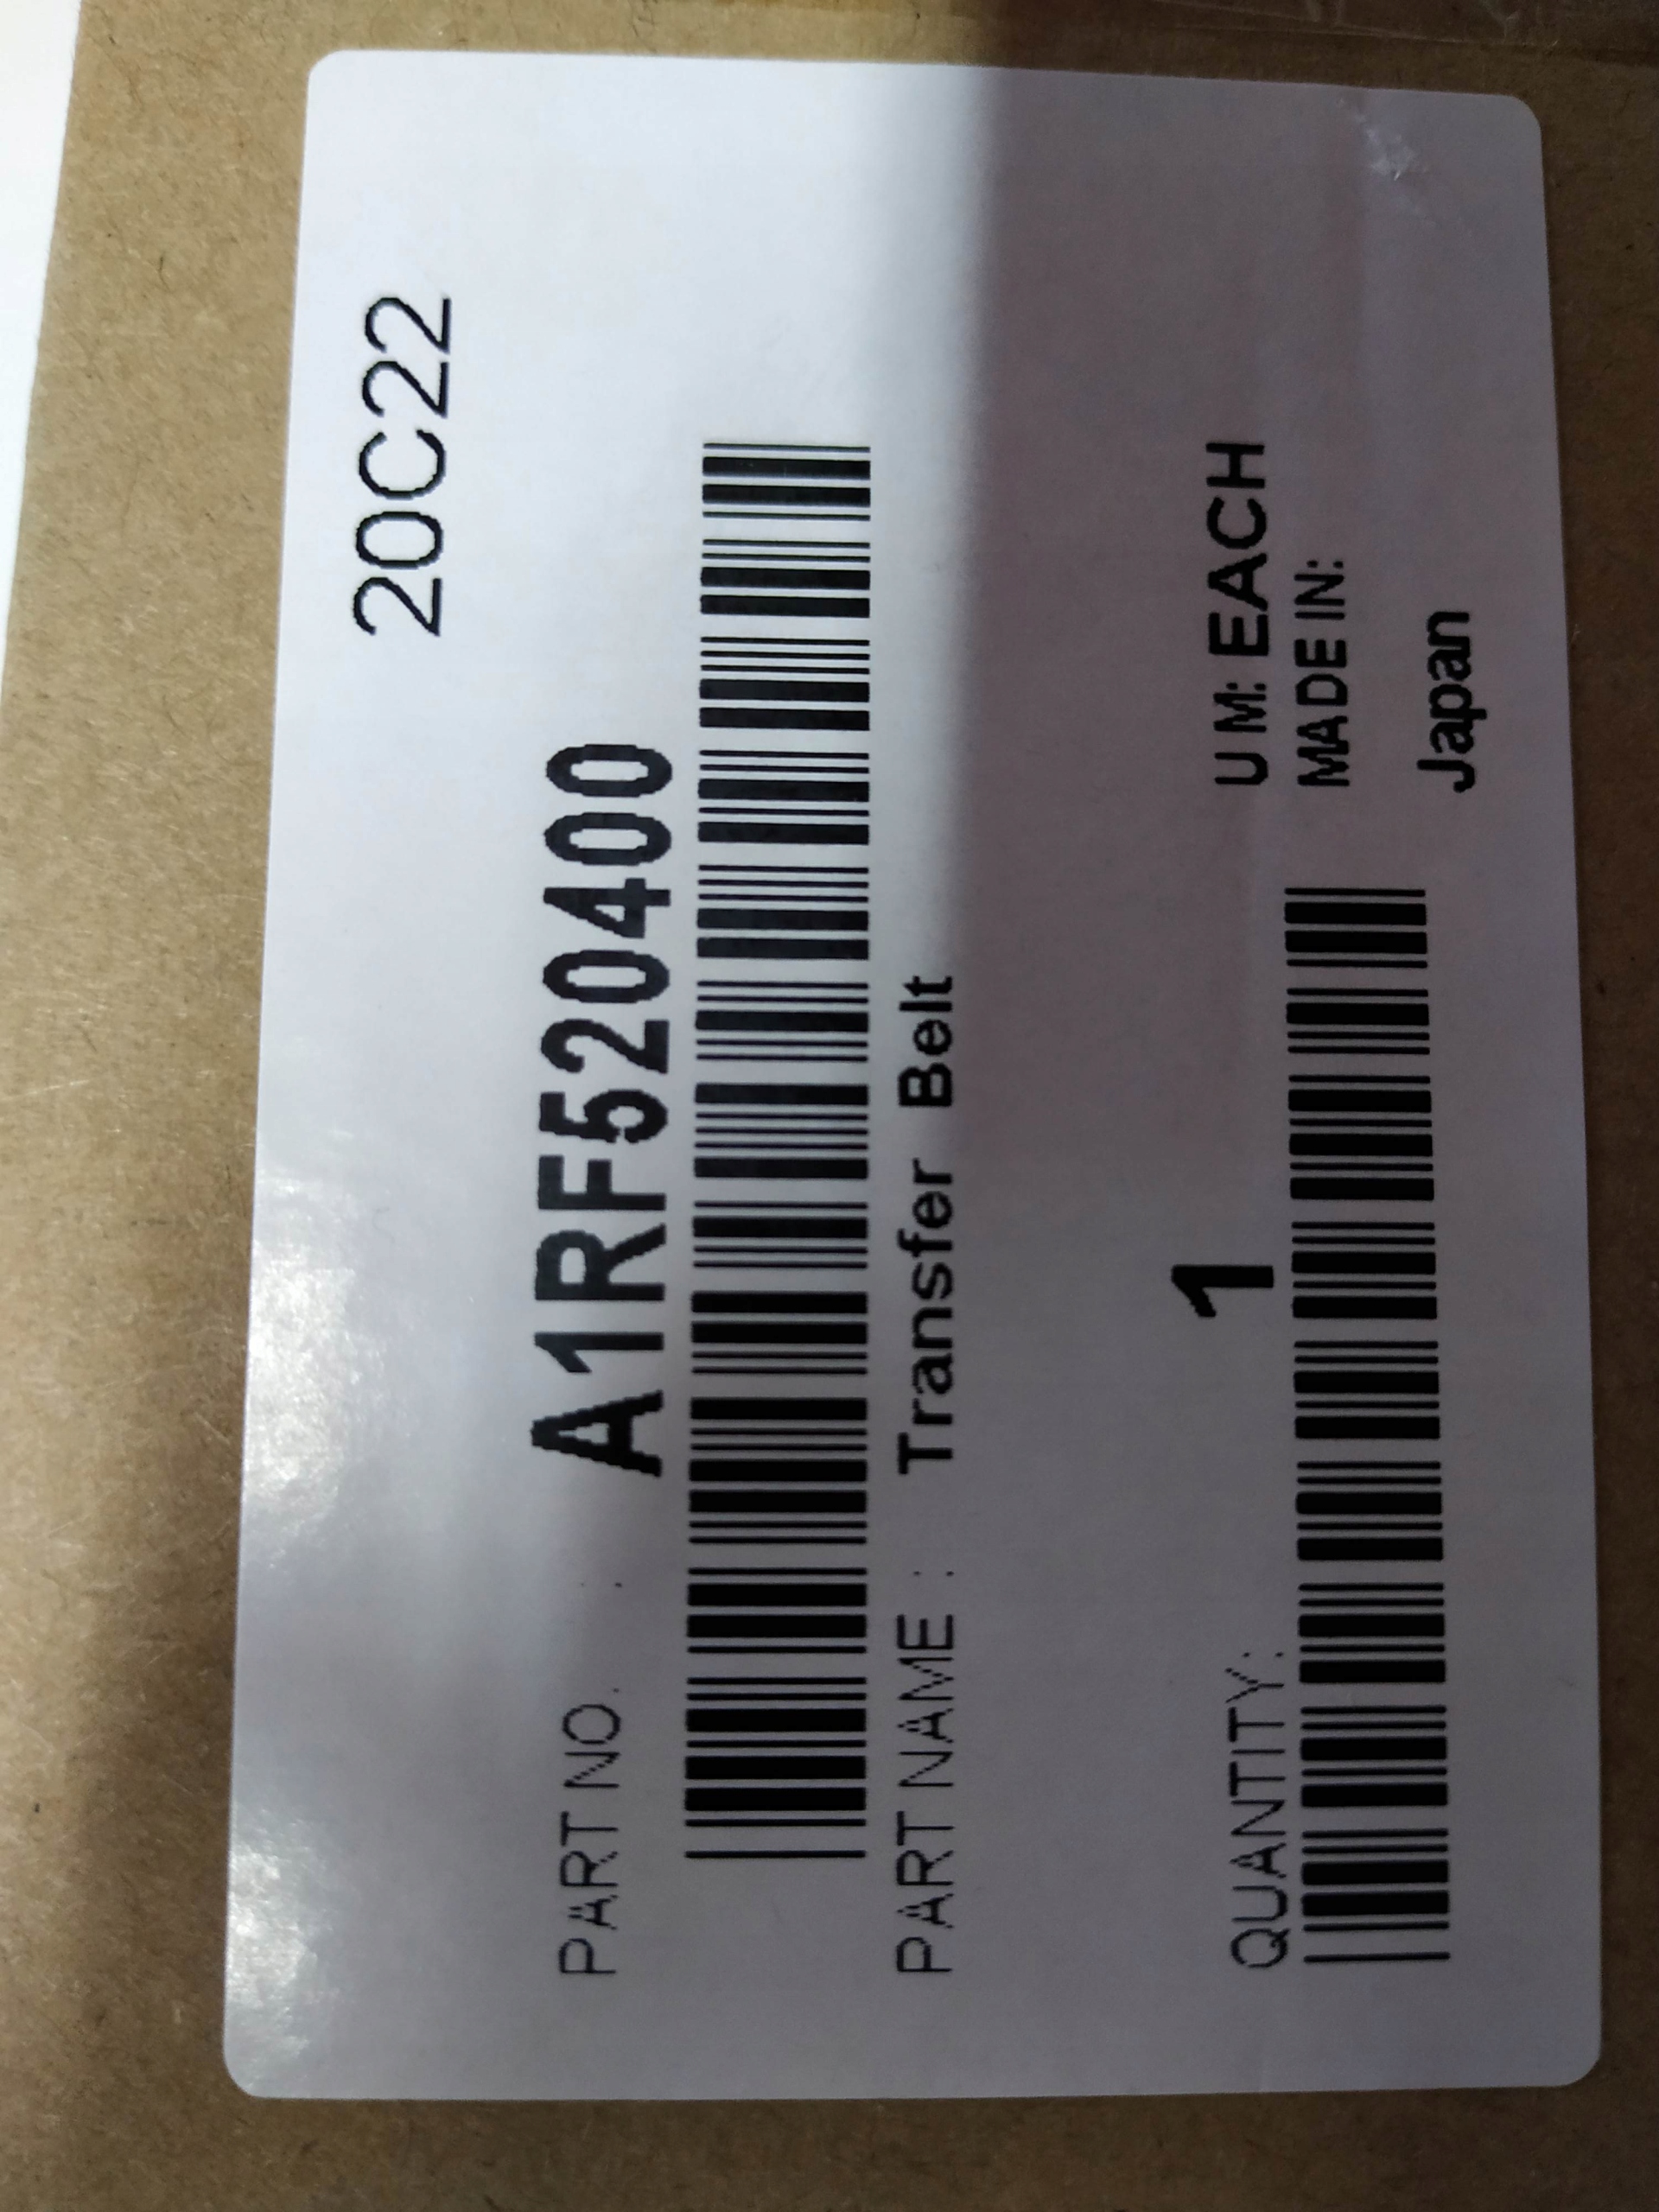 20C22
PART NO. : A1RF520400
PART NAME : Transfer Belt
QUANTITY: 1
U M: EACH
MADE IN:
Japan